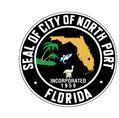 SEAL OF CITY OF NORTH PORT
INCORPORATED
1959
FLORIDA